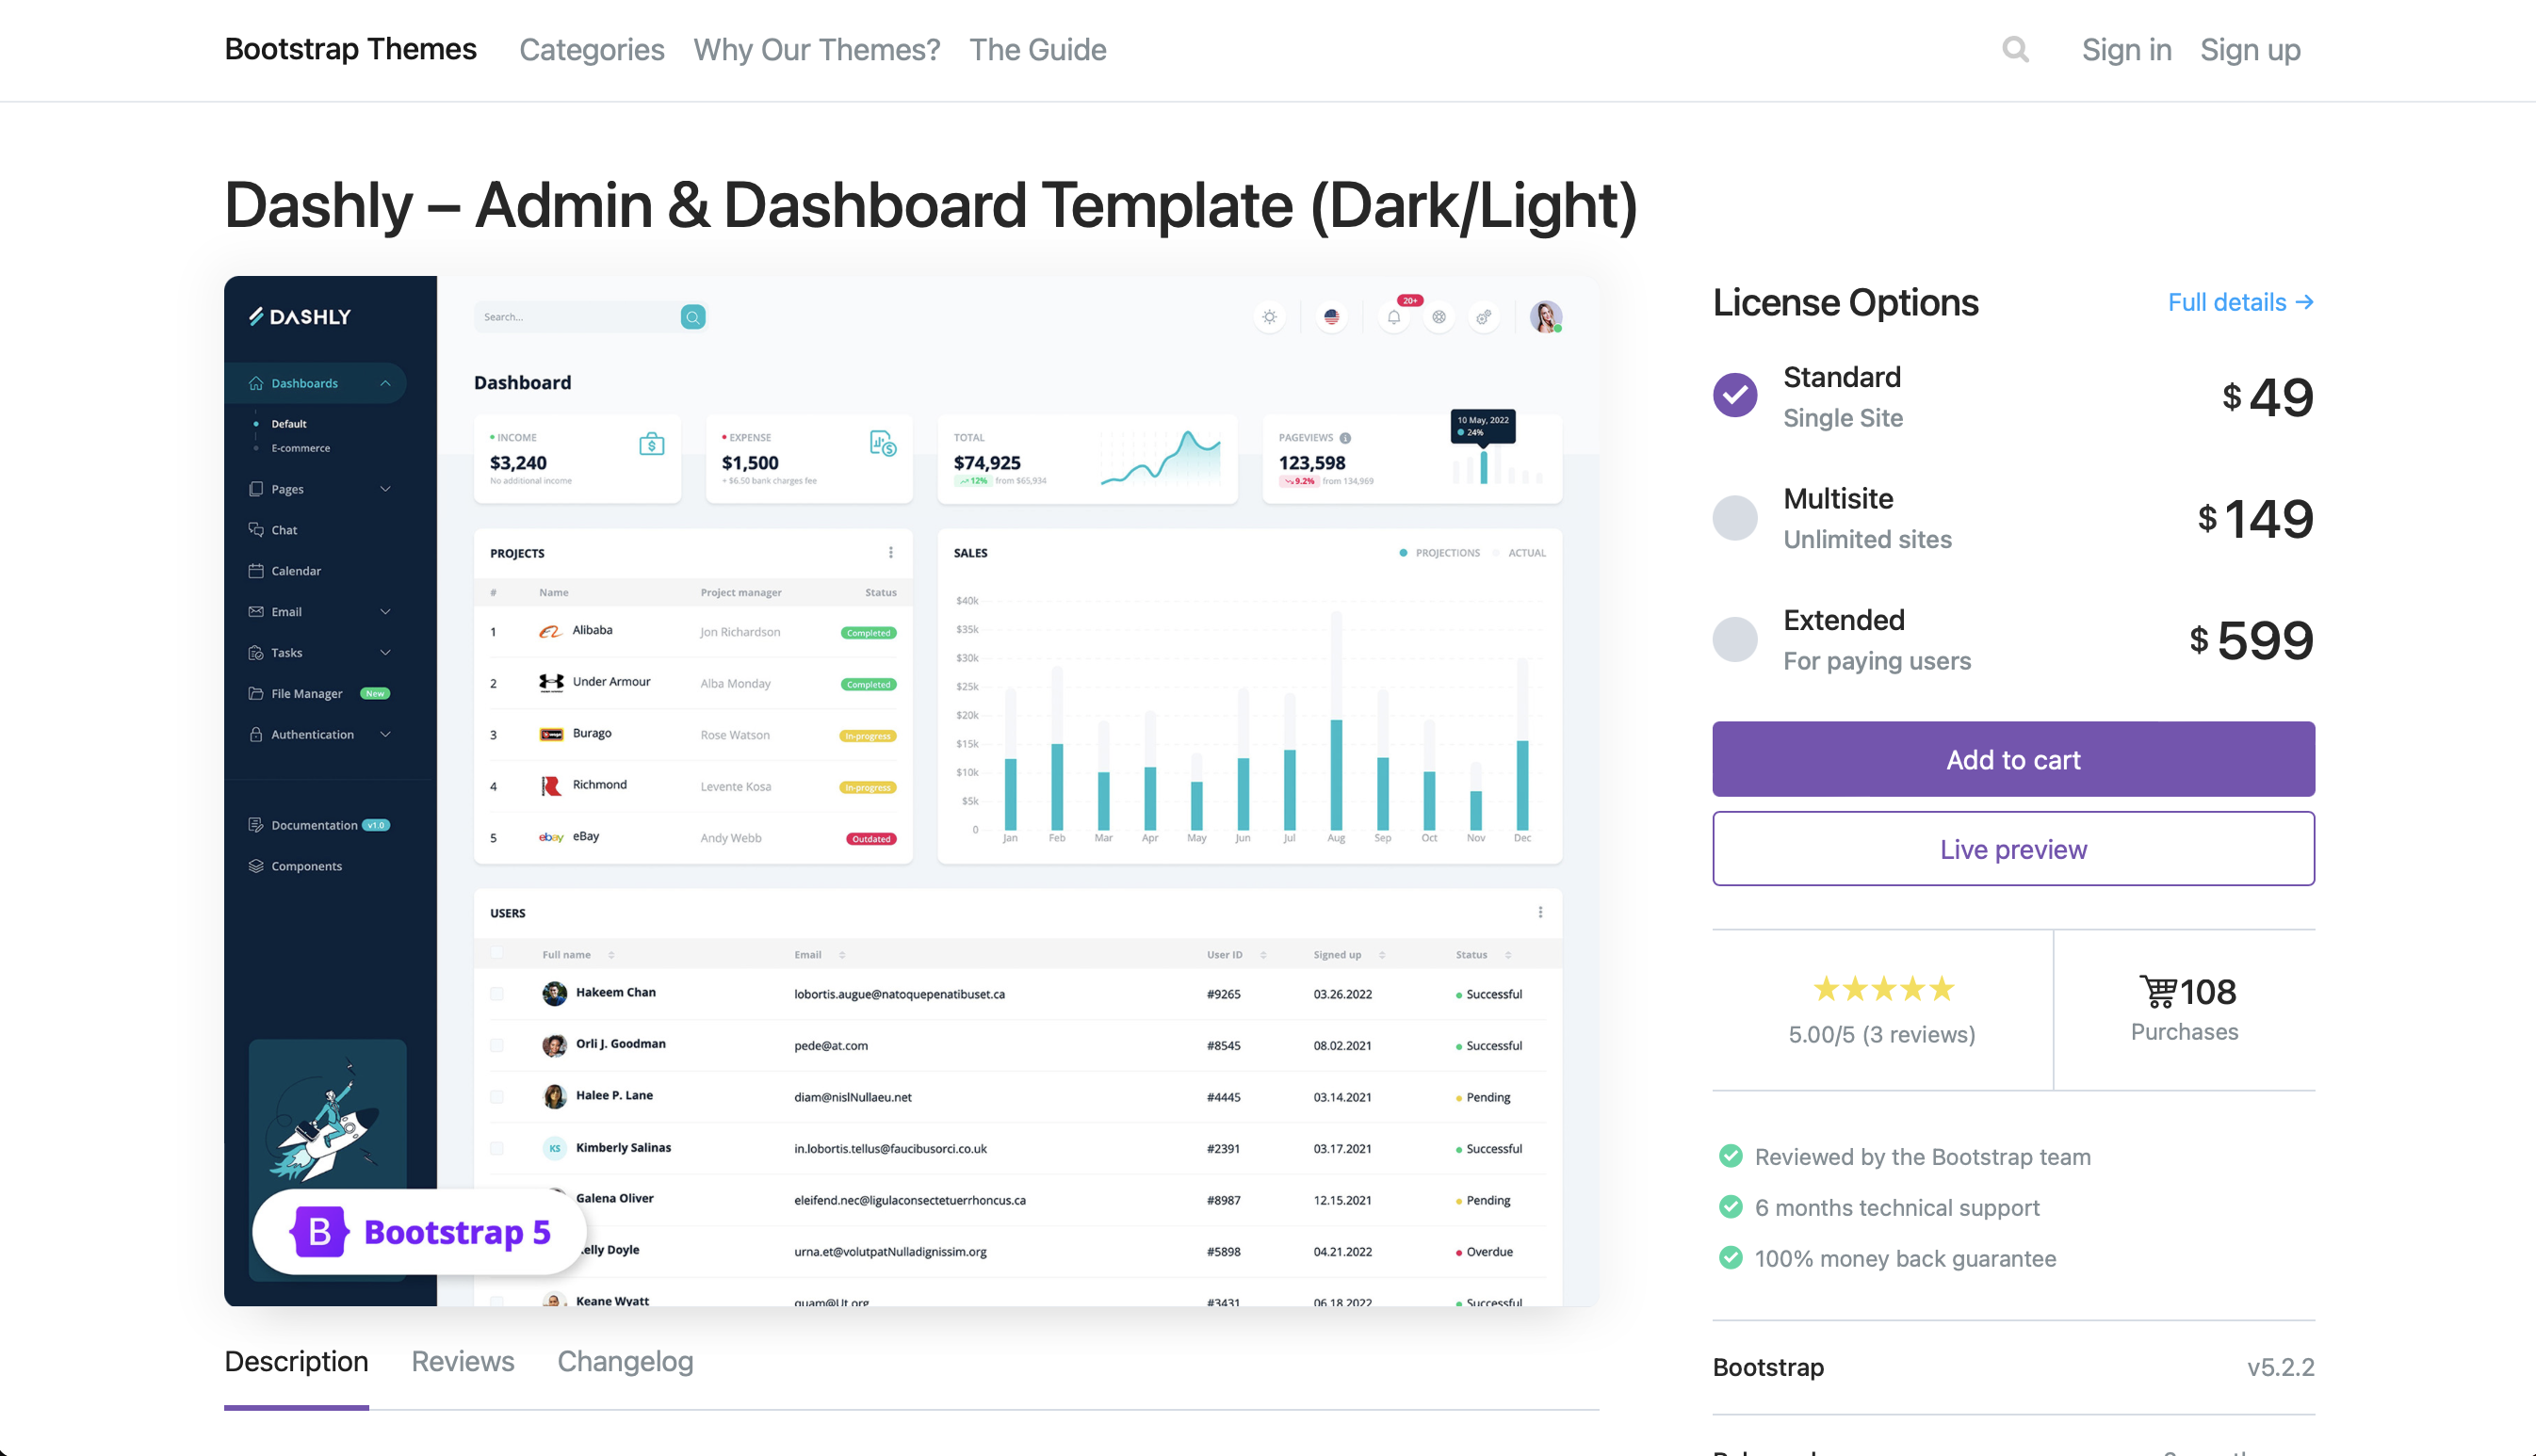 Bootstrap Themes Categories Why Our Themes? The Guide Sign in Sign up
Dashly – Admin & Dashboard Template (Dark/Light)
DASHLY
Dashboards
Default
E-commerce
Pages
Chat
Calendar
Email
Tasks
File Manager New
Authentication
Documentation v1.0
Components
Bootstrap 5
Search...
20+
Dashboard
INCOME
$3,240
No additional income
EXPENSE
$1,500
+ $6.50 bank charges fee
TOTAL
$74,925
12% from $65,934
PAGEVIEWS
123,598
9.2% from 134,969
10 May, 2022
24%
PROJECTS
# Name Project manager Status
1 Alibaba Jon Richardson Completed
2 Under Armour Alba Monday Completed
3 Burago Rose Watson In-progress
4 Richmond Levente Kosa In-progress
5 ebay eBay Andy Webb Outdated
SALES
PROJECTIONS ACTUAL
$40k
$35k
$30k
$25k
$20k
$15k
$10k
$5k
0
Jan Feb Mar Apr May Jun Jul Aug Sep Oct Nov Dec
USERS
Full name Email User ID Signed up Status
Hakeem Chan lobortis.augue@natoquepenatibuset.ca #9265 03.26.2022 Successful
Orli J. Goodman pede@at.com #8545 08.02.2021 Successful
Halee P. Lane diam@nislNullaeu.net #4445 03.14.2021 Pending
KS Kimberly Salinas in.lobortis.tellus@faucibusorci.co.uk #2391 03.17.2021 Successful
Galena Oliver eleifend.nec@ligulaconsectetuerrhoncus.ca #8987 12.15.2021 Pending
elly Doyle urna.et@volutpatNulladignissim.org #5898 04.21.2022 Overdue
Keane Wyatt quam@Ut.org #3431 06.18.2022 Successful
Description Reviews Changelog
License Options Full details →
Standard
Single Site
$ 49
Multisite
Unlimited sites
$ 149
Extended
For paying users
$ 599
Add to cart
Live preview
5.00/5 (3 reviews)
108
Purchases
Reviewed by the Bootstrap team
6 months technical support
100% money back guarantee
Bootstrap v5.2.2